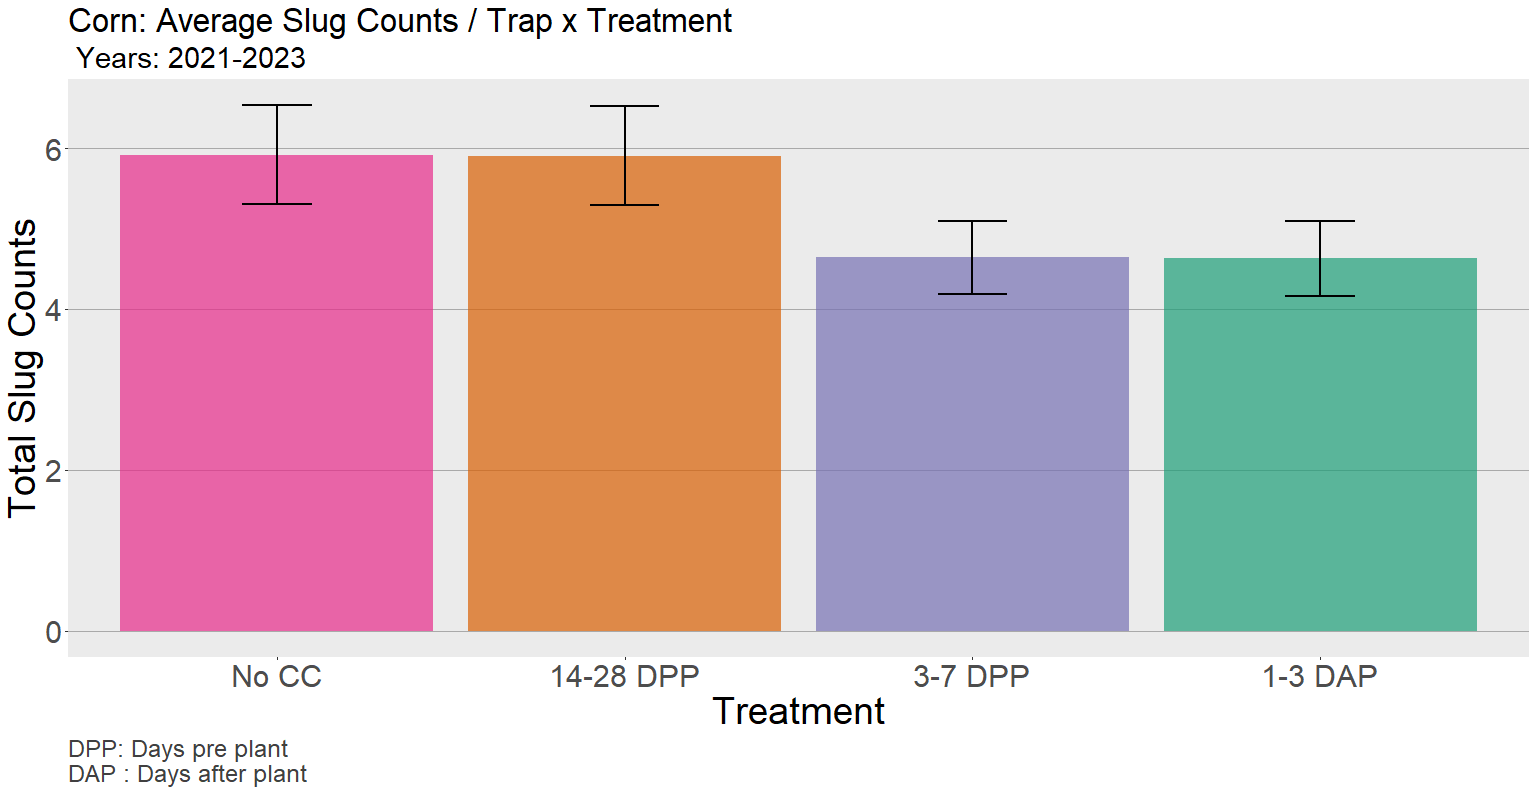 Corn: Average Slug Counts / Trap x Treatment
Years: 2021-2023
Total Slug Counts
6
4
2
0
No CC
14-28 DPP
3-7 DPP
1-3 DAP
Treatment
DPP: Days pre plant
DAP : Days after plant